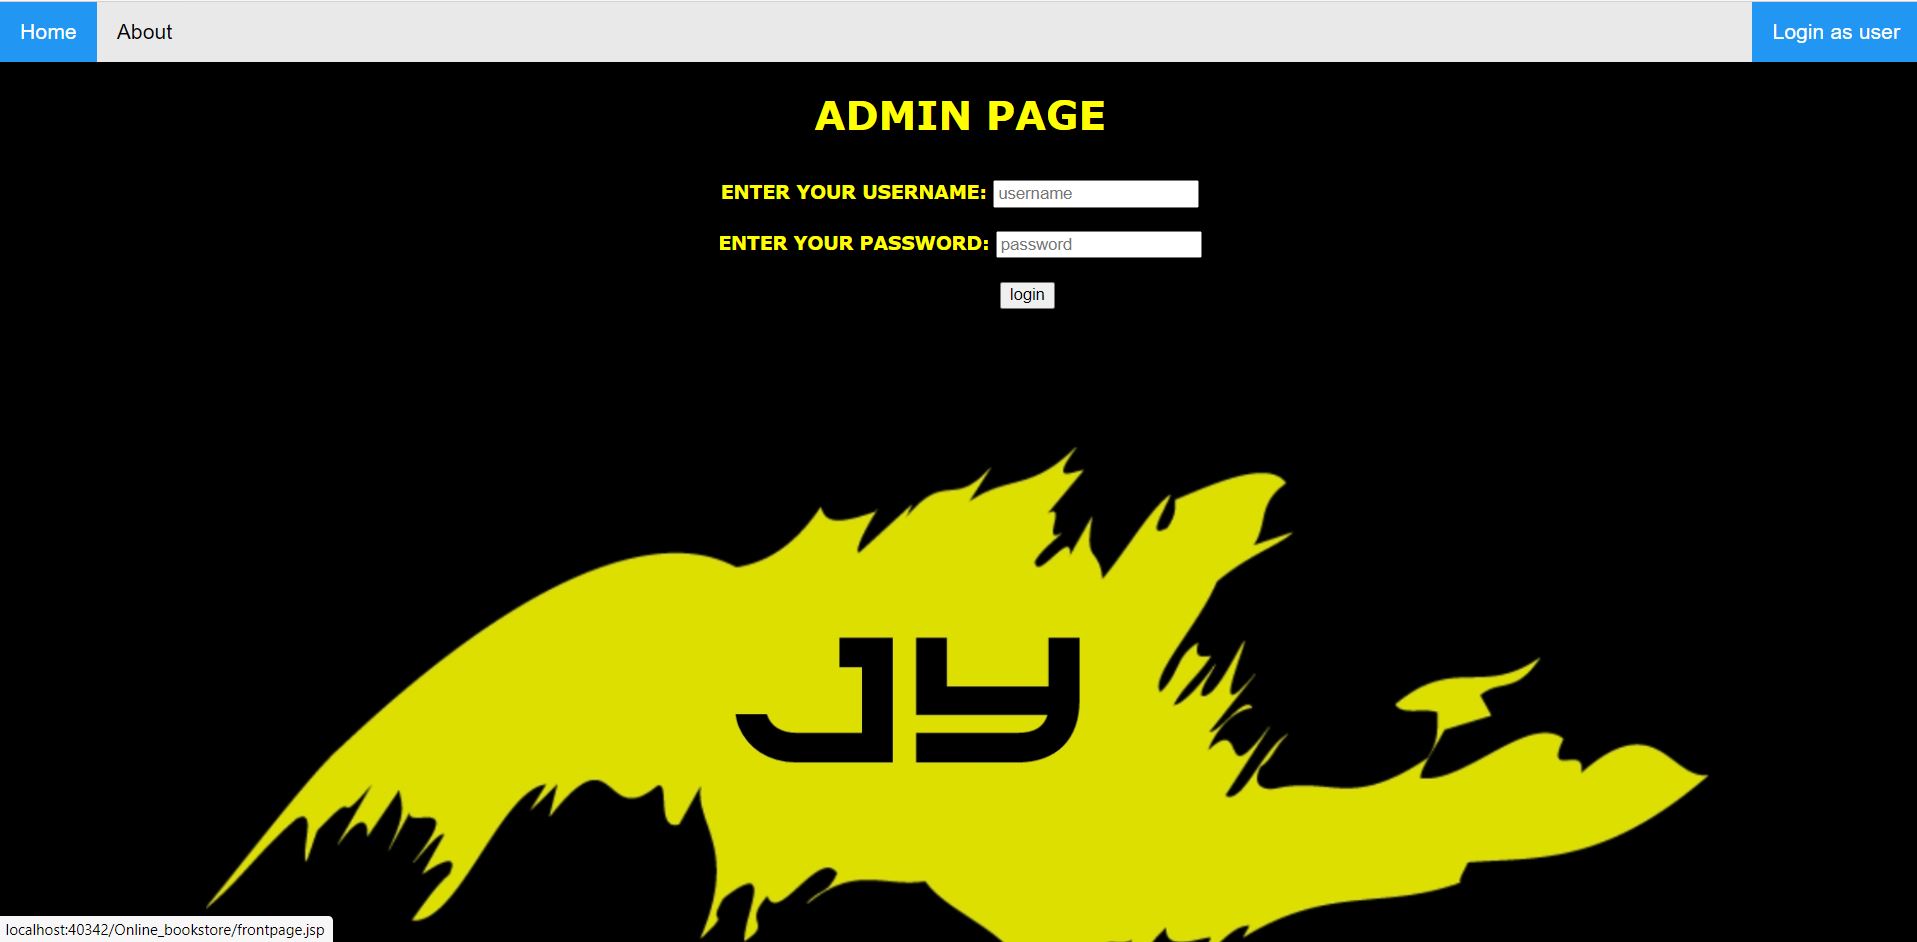 Home About Login as user
ADMIN PAGE
ENTER YOUR USERNAME: username
ENTER YOUR PASSWORD: password
login
JY
localhost:40342/Online_bookstore/frontpage.jsp